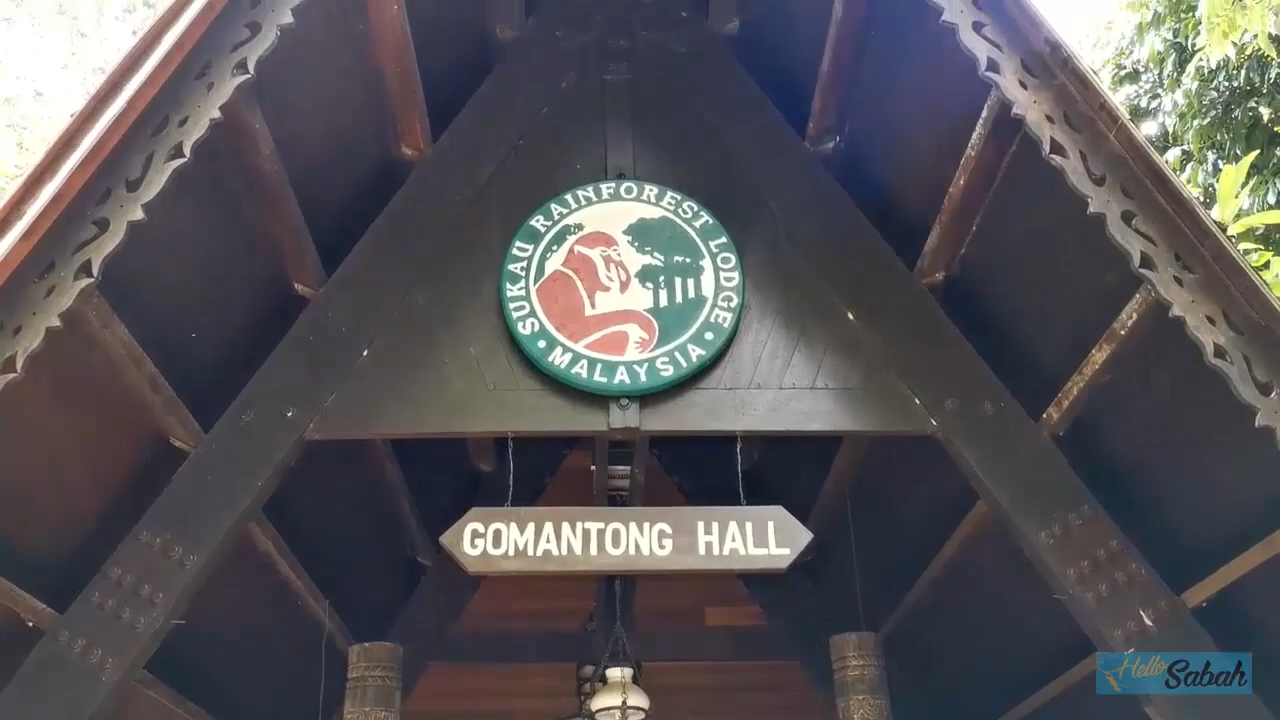 SUKAU RAINFOREST LODGE
• MALAYSIA •
GOMANTONG HALL
Hello Sabah